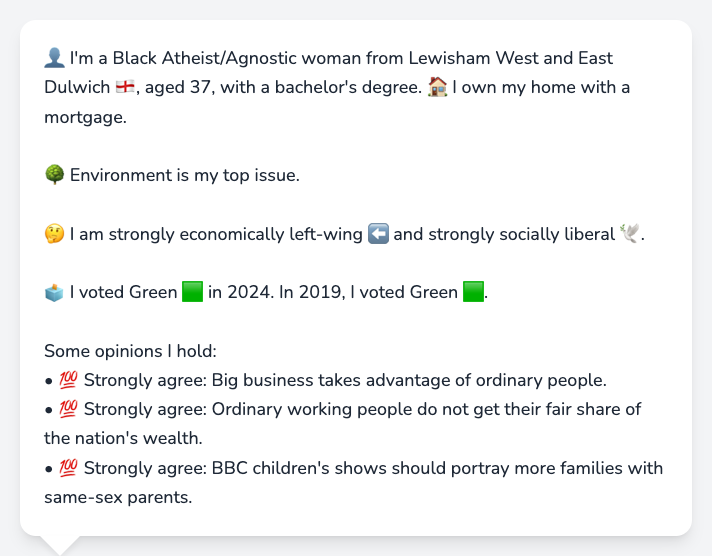 👤 I'm a Black Atheist/Agnostic woman from Lewisham West and East
Dulwich 🏴󠁧󠁢󠁥󠁮󠁧󠁿, aged 37, with a bachelor's degree. 🏠 I own my home with a
mortgage.
🌳 Environment is my top issue.
🤔 I am strongly economically left-wing ⬅️ and strongly socially liberal 🕊️.
🗳️ I voted Green 🟩 in 2024. In 2019, I voted Green 🟩.
Some opinions I hold:
• 💯 Strongly agree: Big business takes advantage of ordinary people.
• 💯 Strongly agree: Ordinary working people do not get their fair share of
the nation's wealth.
• 💯 Strongly agree: BBC children's shows should portray more families with
same-sex parents.